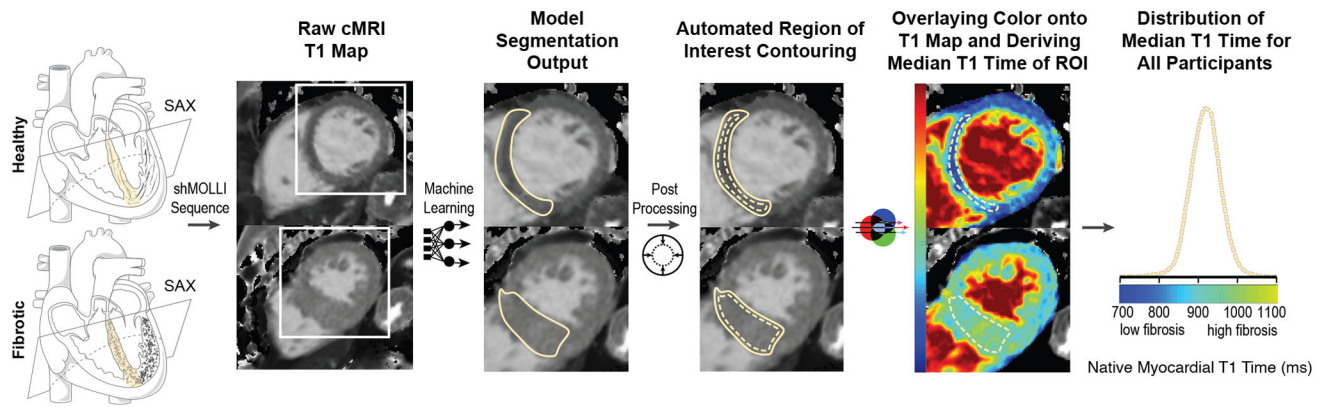 Raw cMRI
T1 Map
Model
Segmentation
Output
Automated Region of
Interest Contouring
Overlaying Color onto
T1 Map and Deriving
Median T1 Time of ROI
Distribution of
Median T1 Time for
All Participants
Healthy
SAX
shMOLLI
Sequence
Machine
Learning
Post
Processing
Fibrotic
SAX
700 800 900 1000 1100
low fibrosis high fibrosis
Native Myocardial T1 Time (ms)